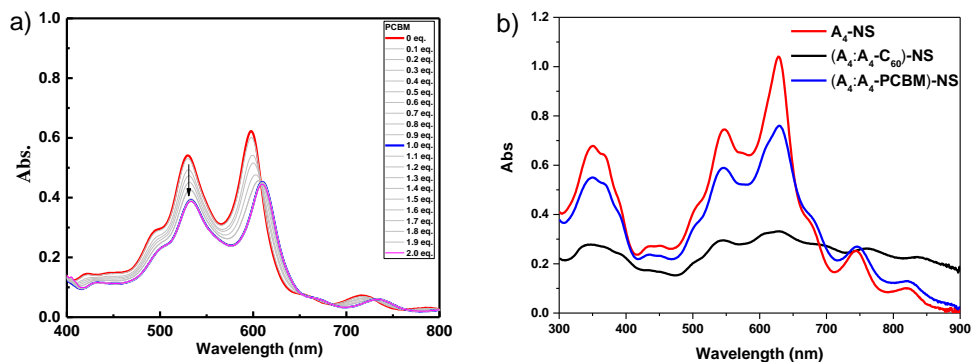 a)
1.0
0.8
0.6
0.4
0.2
0.0
Abs.
400
500
600
700
800
Wavelength (nm)
PCBM
0 eq.
0.1 eq.
0.2 eq.
0.3 eq.
0.4 eq.
0.5 eq.
0.6 eq.
0.7 eq.
0.8 eq.
0.9 eq.
1.0 eq.
1.1 eq.
1.2 eq.
1.3 eq.
1.4 eq.
1.5 eq.
1.6 eq.
1.7 eq.
1.8 eq.
1.9 eq.
2.0 eq.
b)
1.2
1.0
0.8
0.6
0.4
0.2
0.0
Abs
300
400
500
600
700
800
900
Wavelength (nm)
A₄-NS
(A₄:A₄-C₆₀)-NS
(A₄:A₄-PCBM)-NS